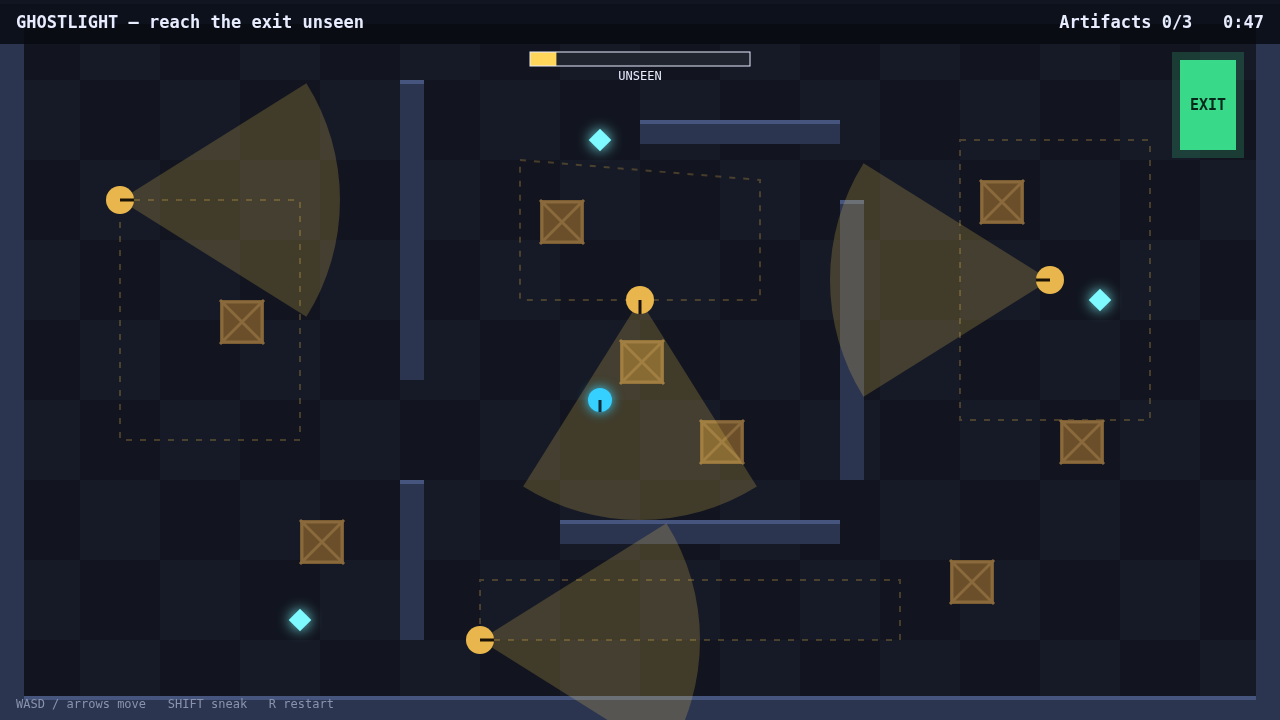 GHOSTLIGHT — reach the exit unseen
Artifacts 0/3 0:47
UNSEEN
EXIT
WASD / arrows move SHIFT sneak R restart